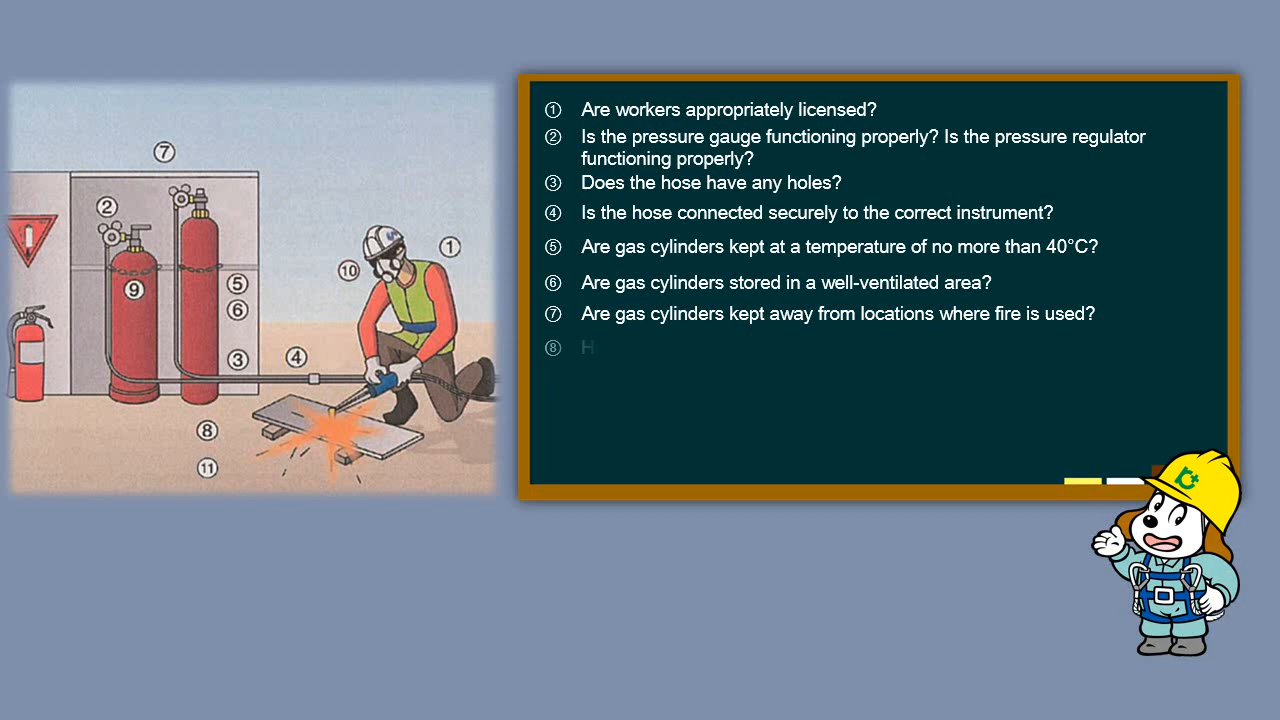 ① Are workers appropriately licensed?
② Is the pressure gauge functioning properly? Is the pressure regulator
functioning properly?
③ Does the hose have any holes?
④ Is the hose connected securely to the correct instrument?
⑤ Are gas cylinders kept at a temperature of no more than 40°C?
⑥ Are gas cylinders stored in a well-ventilated area?
⑦ Are gas cylinders kept away from locations where fire is used?
⑧ H
⑦
②
①
⑩
⑤
⑨
⑥
④
③
⑧
⑪